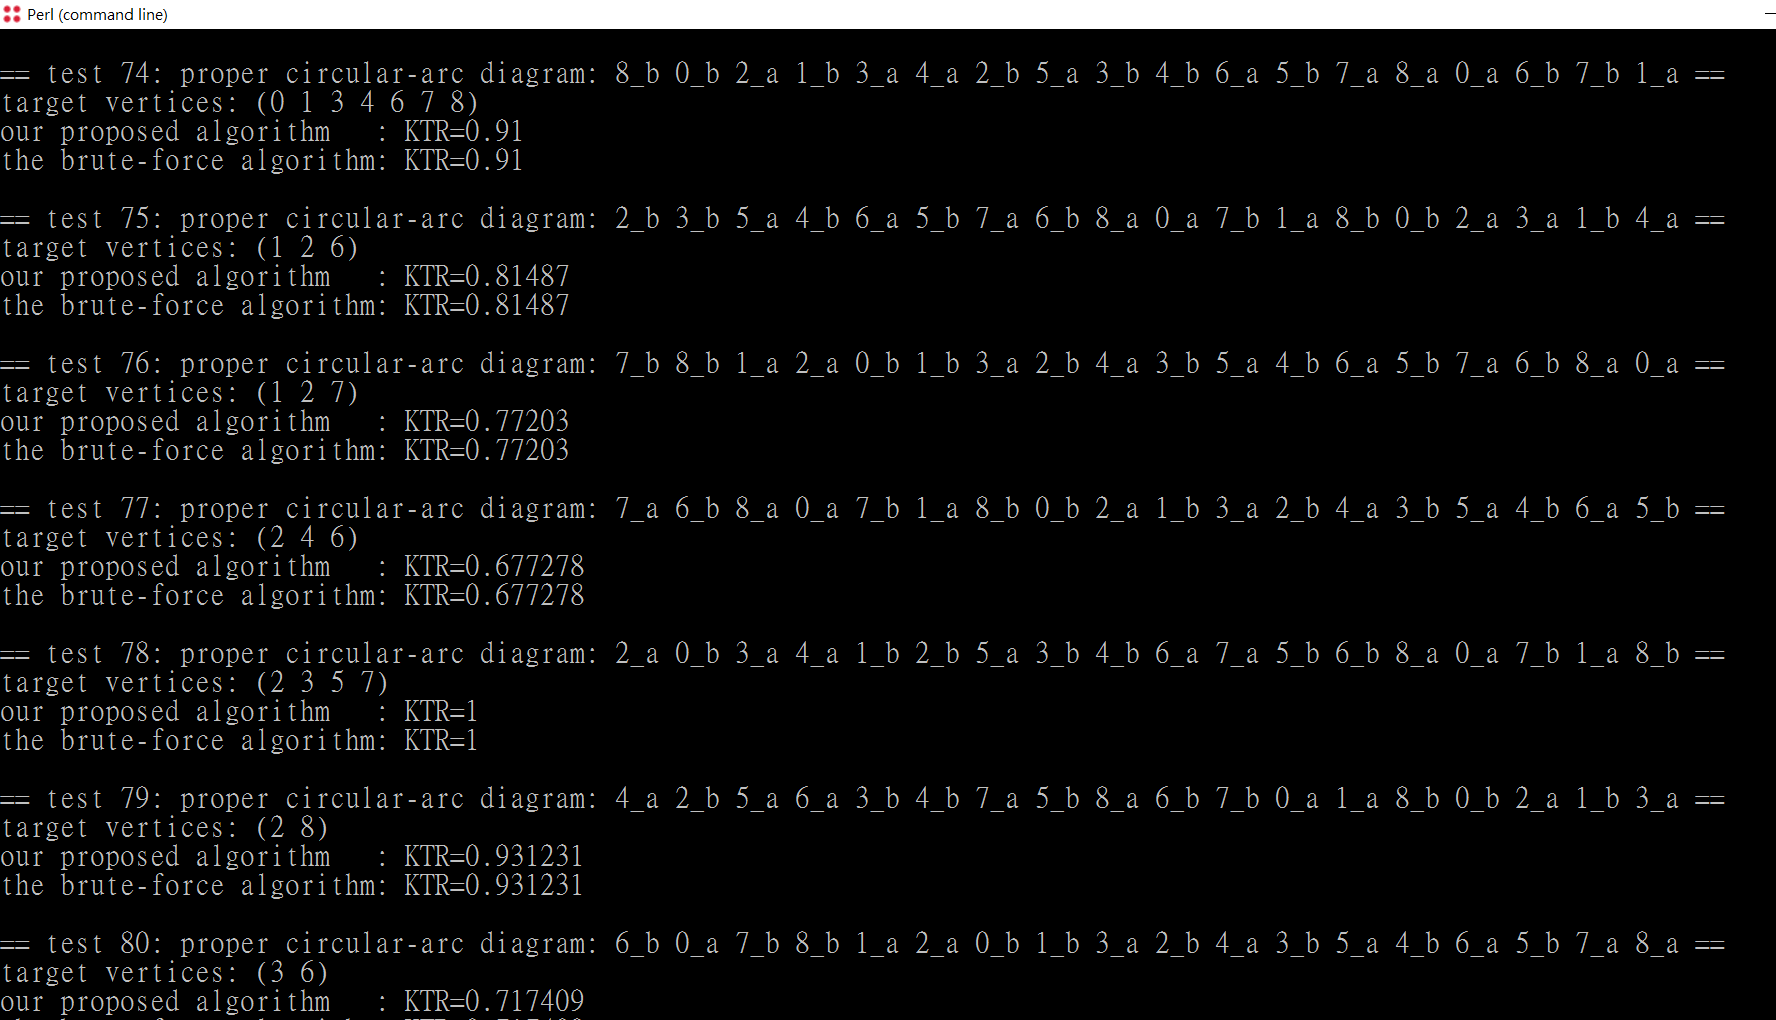 Perl (command line)
== test 74: proper circular-arc diagram: 8_b 0_b 2_a 1_b 3_a 4_a 2_b 5_a 3_b 4_b 6_a 5_b 7_a 8_a 0_a 6_b 7_b 1_a ==
target vertices: (0 1 3 4 6 7 8)
our proposed algorithm   : KTR=0.91
the brute-force algorithm: KTR=0.91
== test 75: proper circular-arc diagram: 2_b 3_b 5_a 4_b 6_a 5_b 7_a 6_b 8_a 0_a 7_b 1_a 8_b 0_b 2_a 3_a 1_b 4_a ==
target vertices: (1 2 6)
our proposed algorithm   : KTR=0.81487
the brute-force algorithm: KTR=0.81487
== test 76: proper circular-arc diagram: 7_b 8_b 1_a 2_a 0_b 1_b 3_a 2_b 4_a 3_b 5_a 4_b 6_a 5_b 7_a 6_b 8_a 0_a ==
target vertices: (1 2 7)
our proposed algorithm   : KTR=0.77203
the brute-force algorithm: KTR=0.77203
== test 77: proper circular-arc diagram: 7_a 6_b 8_a 0_a 7_b 1_a 8_b 0_b 2_a 1_b 3_a 2_b 4_a 3_b 5_a 4_b 6_a 5_b ==
target vertices: (2 4 6)
our proposed algorithm   : KTR=0.677278
the brute-force algorithm: KTR=0.677278
== test 78: proper circular-arc diagram: 2_a 0_b 3_a 4_a 1_b 2_b 5_a 3_b 4_b 6_a 7_a 5_b 6_b 8_a 0_a 7_b 1_a 8_b ==
target vertices: (2 3 5 7)
our proposed algorithm   : KTR=1
the brute-force algorithm: KTR=1
== test 79: proper circular-arc diagram: 4_a 2_b 5_a 6_a 3_b 4_b 7_a 5_b 8_a 6_b 7_b 0_a 1_a 8_b 0_b 2_a 1_b 3_a ==
target vertices: (2 8)
our proposed algorithm   : KTR=0.931231
the brute-force algorithm: KTR=0.931231
== test 80: proper circular-arc diagram: 6_b 0_a 7_b 8_b 1_a 2_a 0_b 1_b 3_a 2_b 4_a 3_b 5_a 4_b 6_a 5_b 7_a 8_a ==
target vertices: (3 6)
our proposed algorithm   : KTR=0.717409